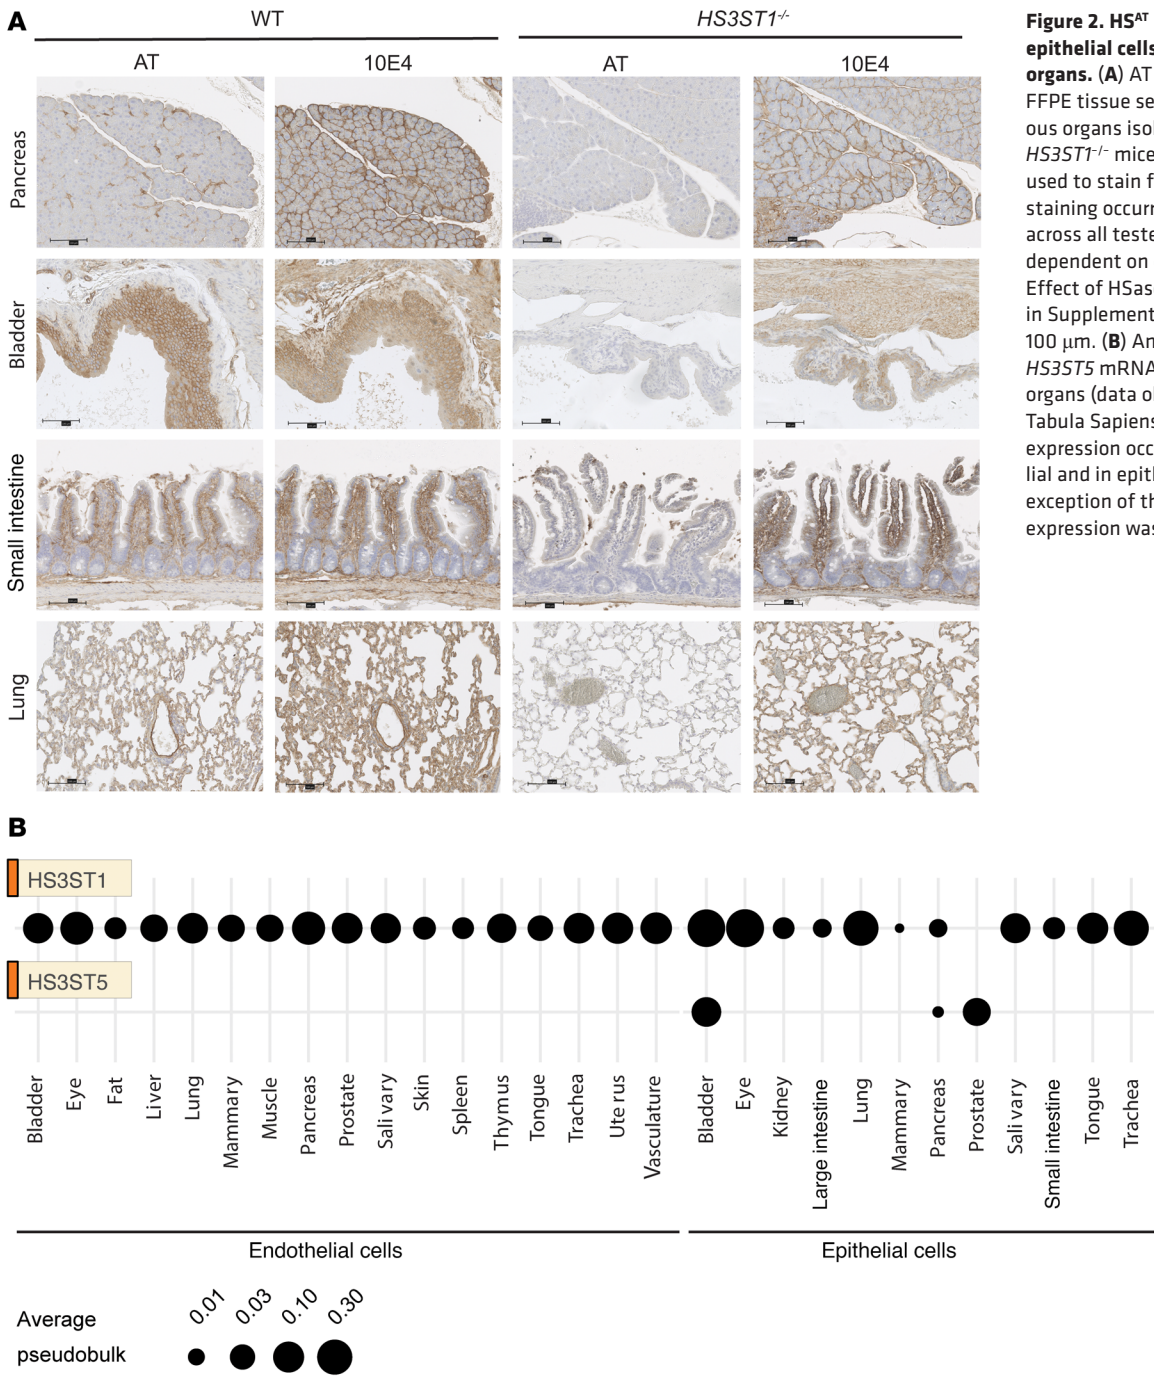 A
WT
HS3ST1-/-
AT
10E4
AT
10E4
Pancreas
Bladder
Small intestine
Lung
Figure 2. HSAT
epithelial cells
organs. (A) AT
FFPE tissue se
ous organs isol
HS3ST1-/- mice
used to stain f
staining occurr
across all teste
dependent on
Effect of HSas
in Supplement
100 μm. (B) An
HS3ST5 mRNA
organs (data ol
Tabula Sapiens
expression occ
lial and in epith
exception of th
expression was
B
HS3ST1
HS3ST5
Bladder
Eye
Fat
Liver
Lung
Mammary
Muscle
Pancreas
Prostate
Sali vary
Skin
Spleen
Thymus
Tongue
Trachea
Ute rus
Vasculature
Bladder
Eye
Kidney
Large intestine
Lung
Mammary
Pancreas
Prostate
Sali vary
Small intestine
Tongue
Trachea
Endothelial cells
Epithelial cells
Average
pseudobulk
0.01
0.03
0.10
0.30